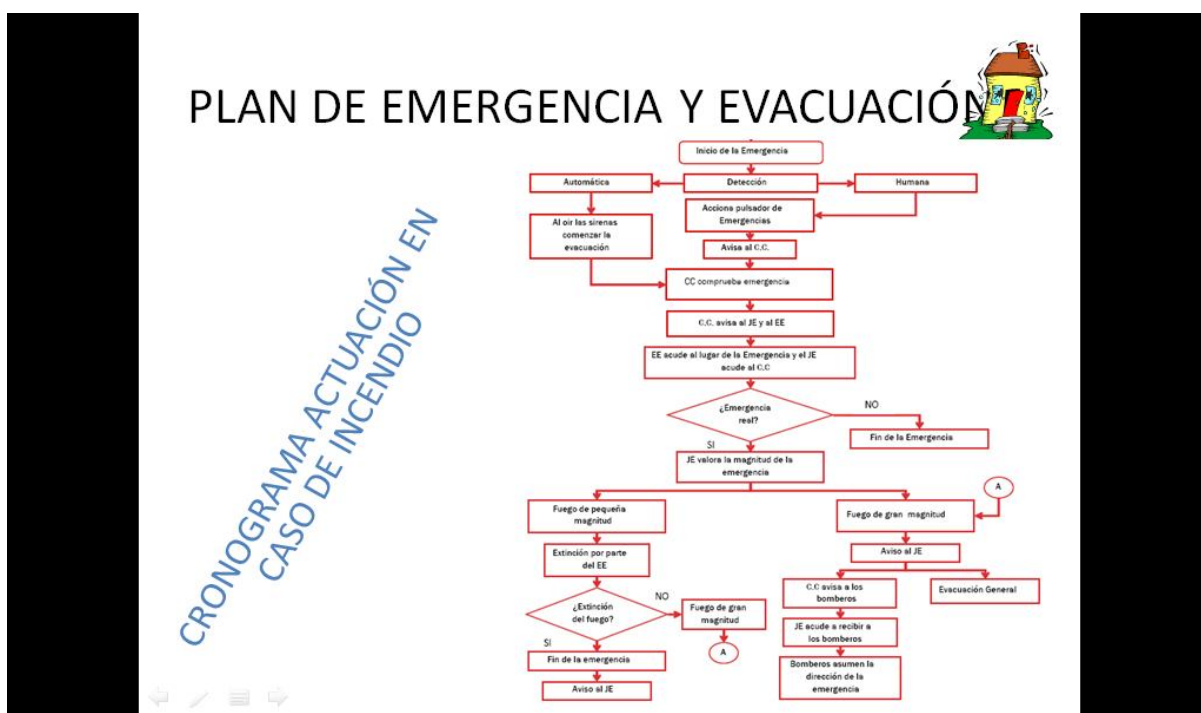 PLAN DE EMERGENCIA Y EVACUACIÓN
CRONOGRAMA ACTUACIÓN EN
CASO DE INCENDIO
Inicio de la Emergencia
Automática
Detección
Humana
Al oir las sirenas
comenzar la
evacuación
Acciona pulsador de
Emergencias
Avisa al C.C.
CC comprueba emergencia
C.C. avisa al JE y al EE
EE acude al lugar de la Emergencia y el JE
acude al C.C
¿Emergencia
real?
NO
Fin de la Emergencia
SI
JE valora la magnitud de la
emergencia
A
Fuego de pequeña
magnitud
Fuego de gran magnitud
Extinción por parte
del EE
Aviso al JE
C.C avisa a los
bomberos
Evacuación General
¿Extinción
del fuego?
NO
Fuego de gran
magnitud
A
JE acude a recibir a
los bomberos
SI
Fin de la emergencia
Aviso al JE
Bomberos asumen la
dirección de la
emergencia